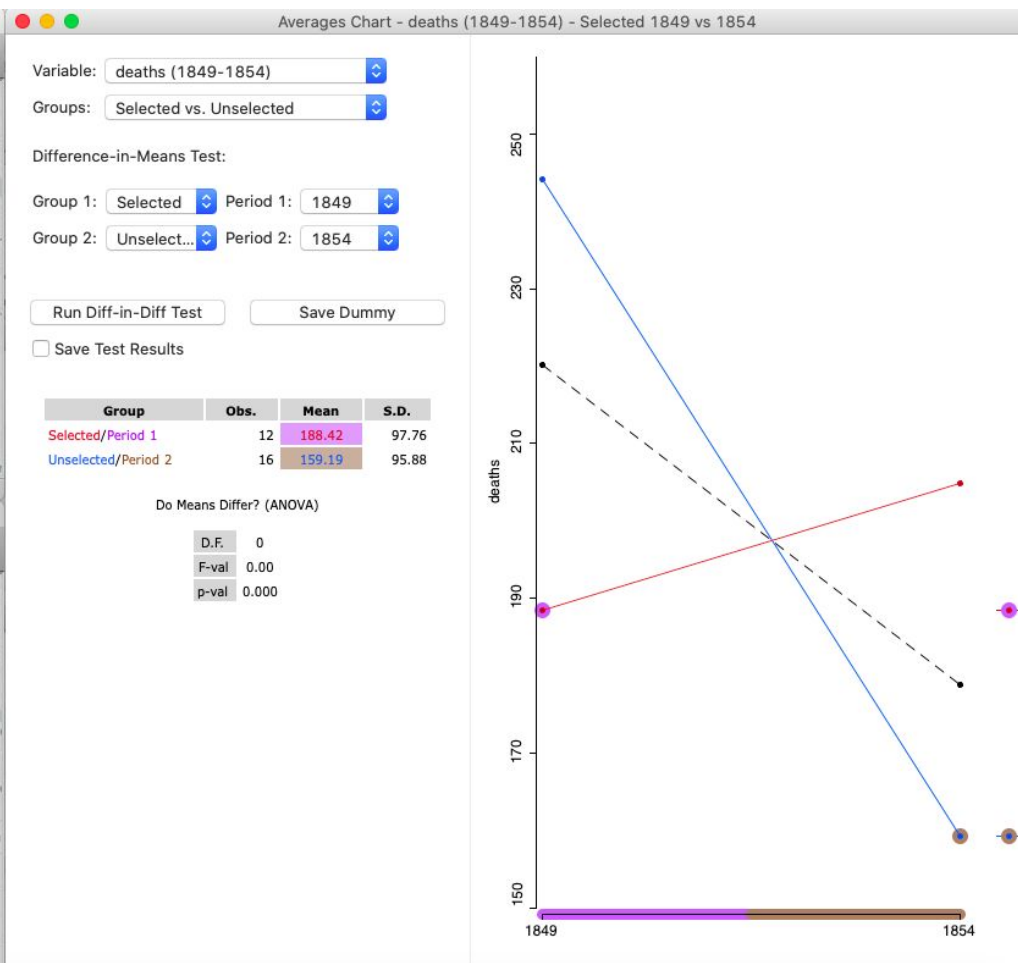 Averages Chart - deaths (1849-1854) - Selected 1849 vs 1854
Variable: deaths (1849-1854)
Groups: Selected vs. Unselected
Difference-in-Means Test:
Group 1: Selected Period 1: 1849
Group 2: Unselect... Period 2: 1854
Run Diff-in-Diff Test Save Dummy
Save Test Results
Group Obs. Mean S.D.
Selected/Period 1 12 188.42 97.76
Unselected/Period 2 16 159.19 95.88
Do Means Differ? (ANOVA)
D.F. 0
F-val 0.00
p-val 0.000
deaths
250
230
210
190
170
150
1849 1854